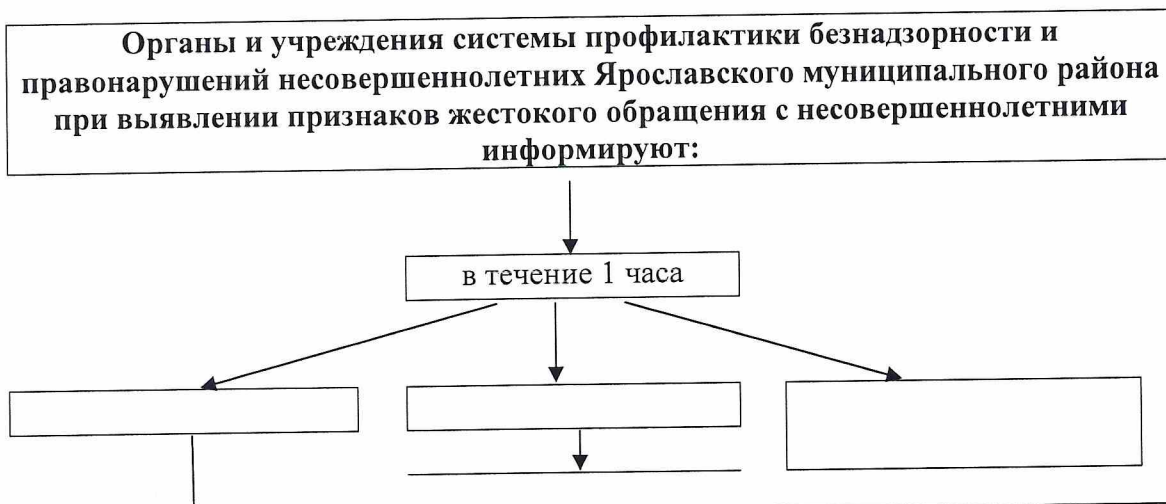 Органы и учреждения системы профилактики безнадзорности и
правонарушений несовершеннолетних Ярославского муниципального района
при выявлении признаков жестокого обращения с несовершеннолетними
информируют:
в течение 1 часа